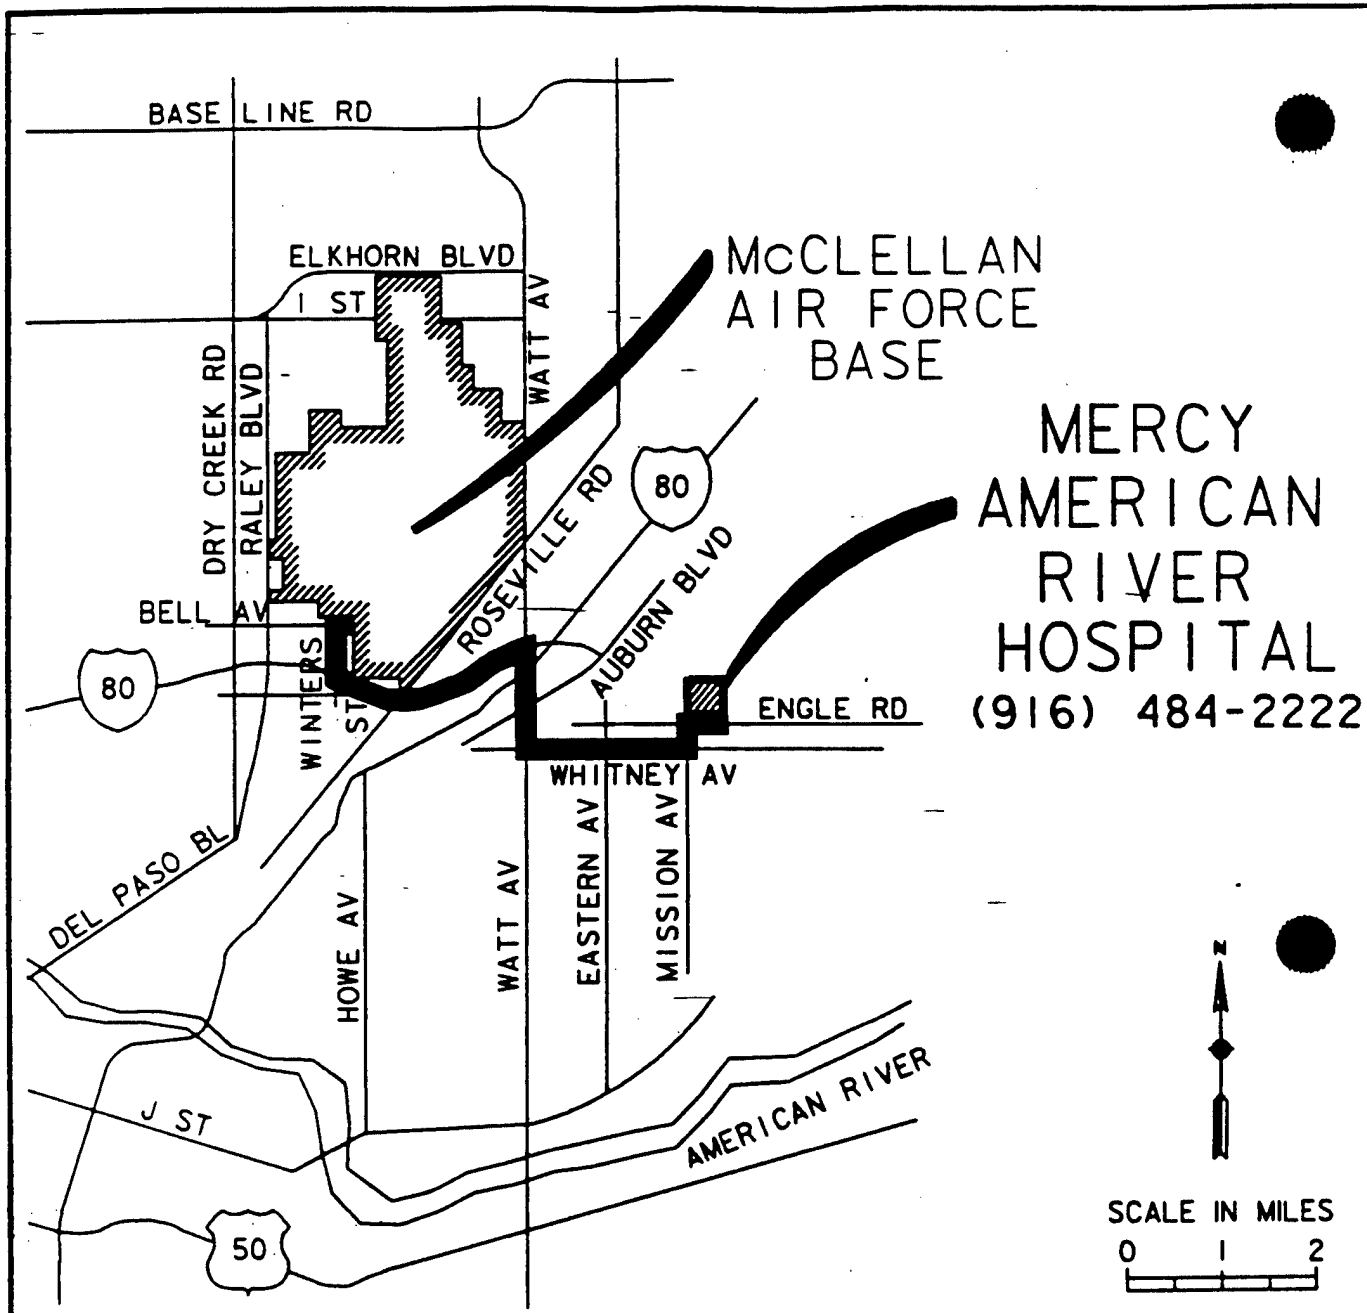 BASE LINE RD
ELKHORN BLVD
I ST
WATT AV
McCLELLAN
AIR FORCE
BASE
DRY CREEK RD
RALEY BLVD
ROSEVILLE RD
80
MERCY
AMERICAN
RIVER
HOSPITAL
(916) 484-2222
AUBURN BLVD
BELL AV
80
WINTERS
ST
ENGLE RD
WHITNEY AV
DEL PASO BL
HOWE AV
WATT AV
EASTERN AV
MISSION AV
N
J ST
AMERICAN RIVER
50
SCALE IN MILES
0 1 2